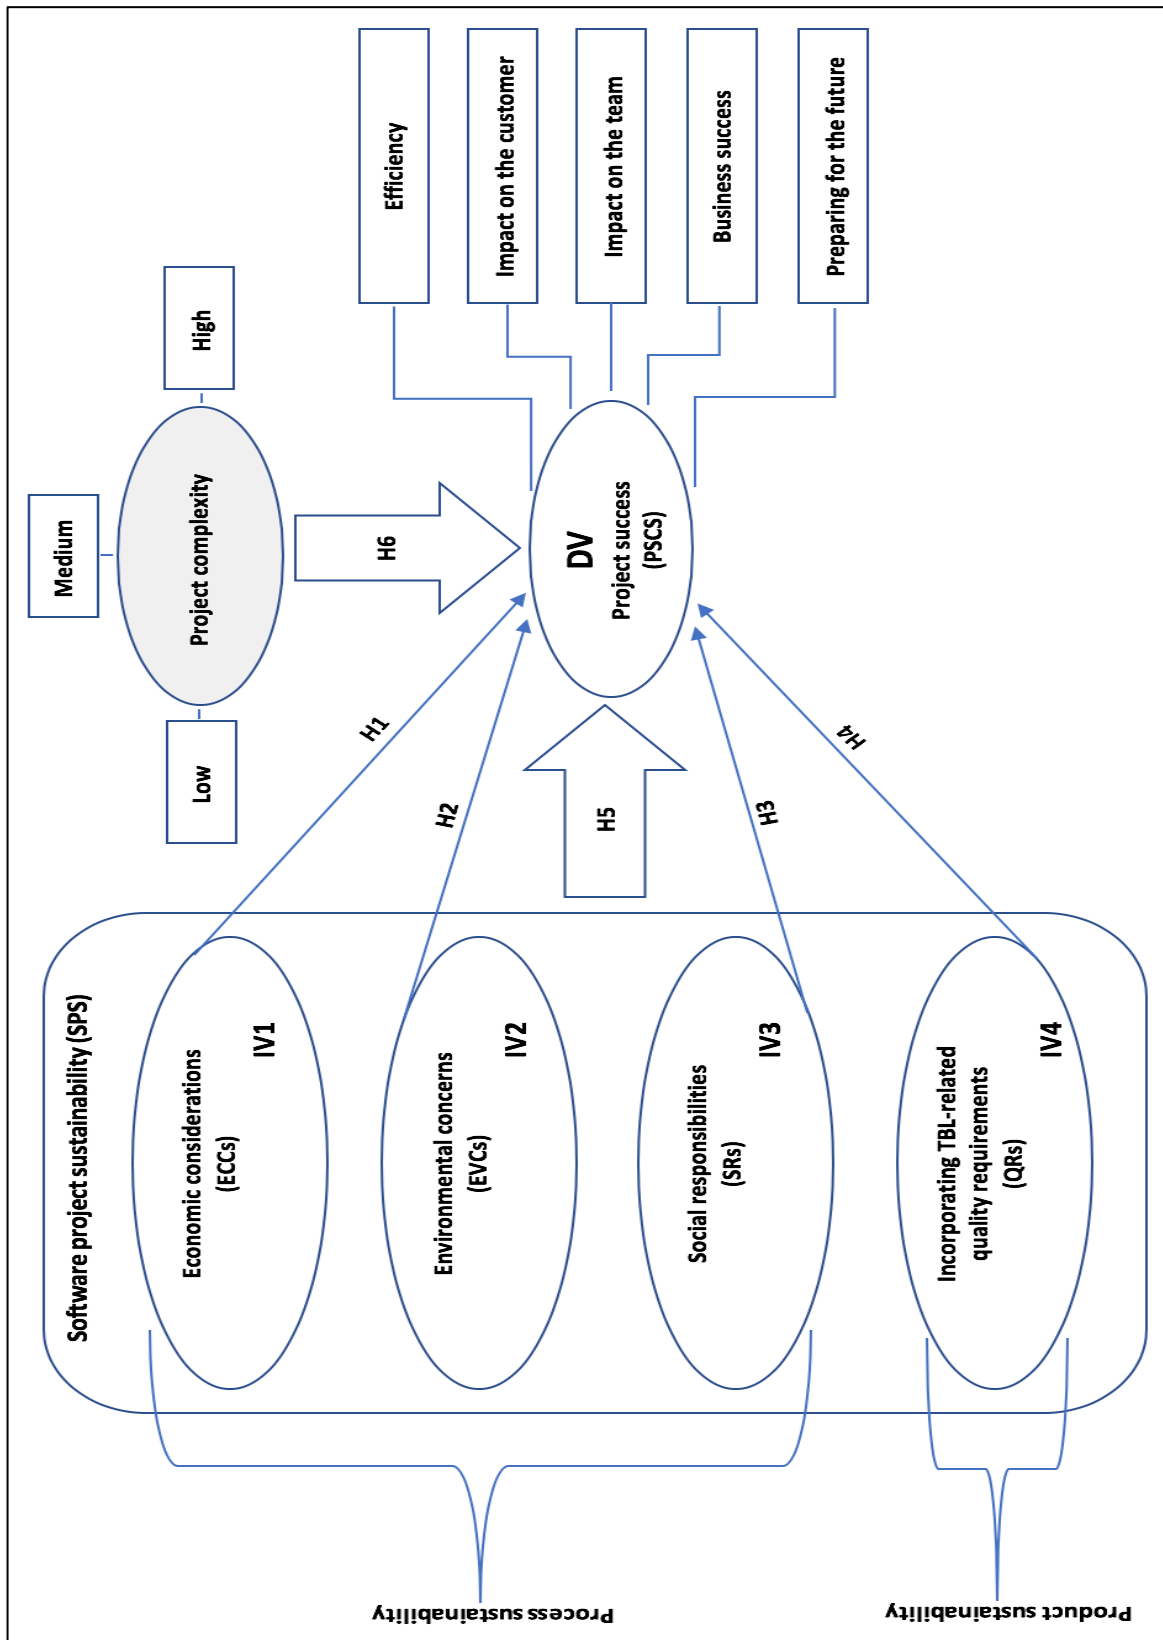 Process sustainability
Product sustainability
Software project sustainability (SPS)
Economic considerations
(ECCs)
IV1
Environmental concerns
(EVCs)
IV2
Social responsibilities
(SRs)
IV3
Incorporating TBL-related
quality requirements
(QRs)
IV4
H1
H2
H5
H3
H4
Low
Medium
High
Project complexity
H6
DV
Project success
(PSCS)
Efficiency
Impact on the customer
Impact on the team
Business success
Preparing for the future